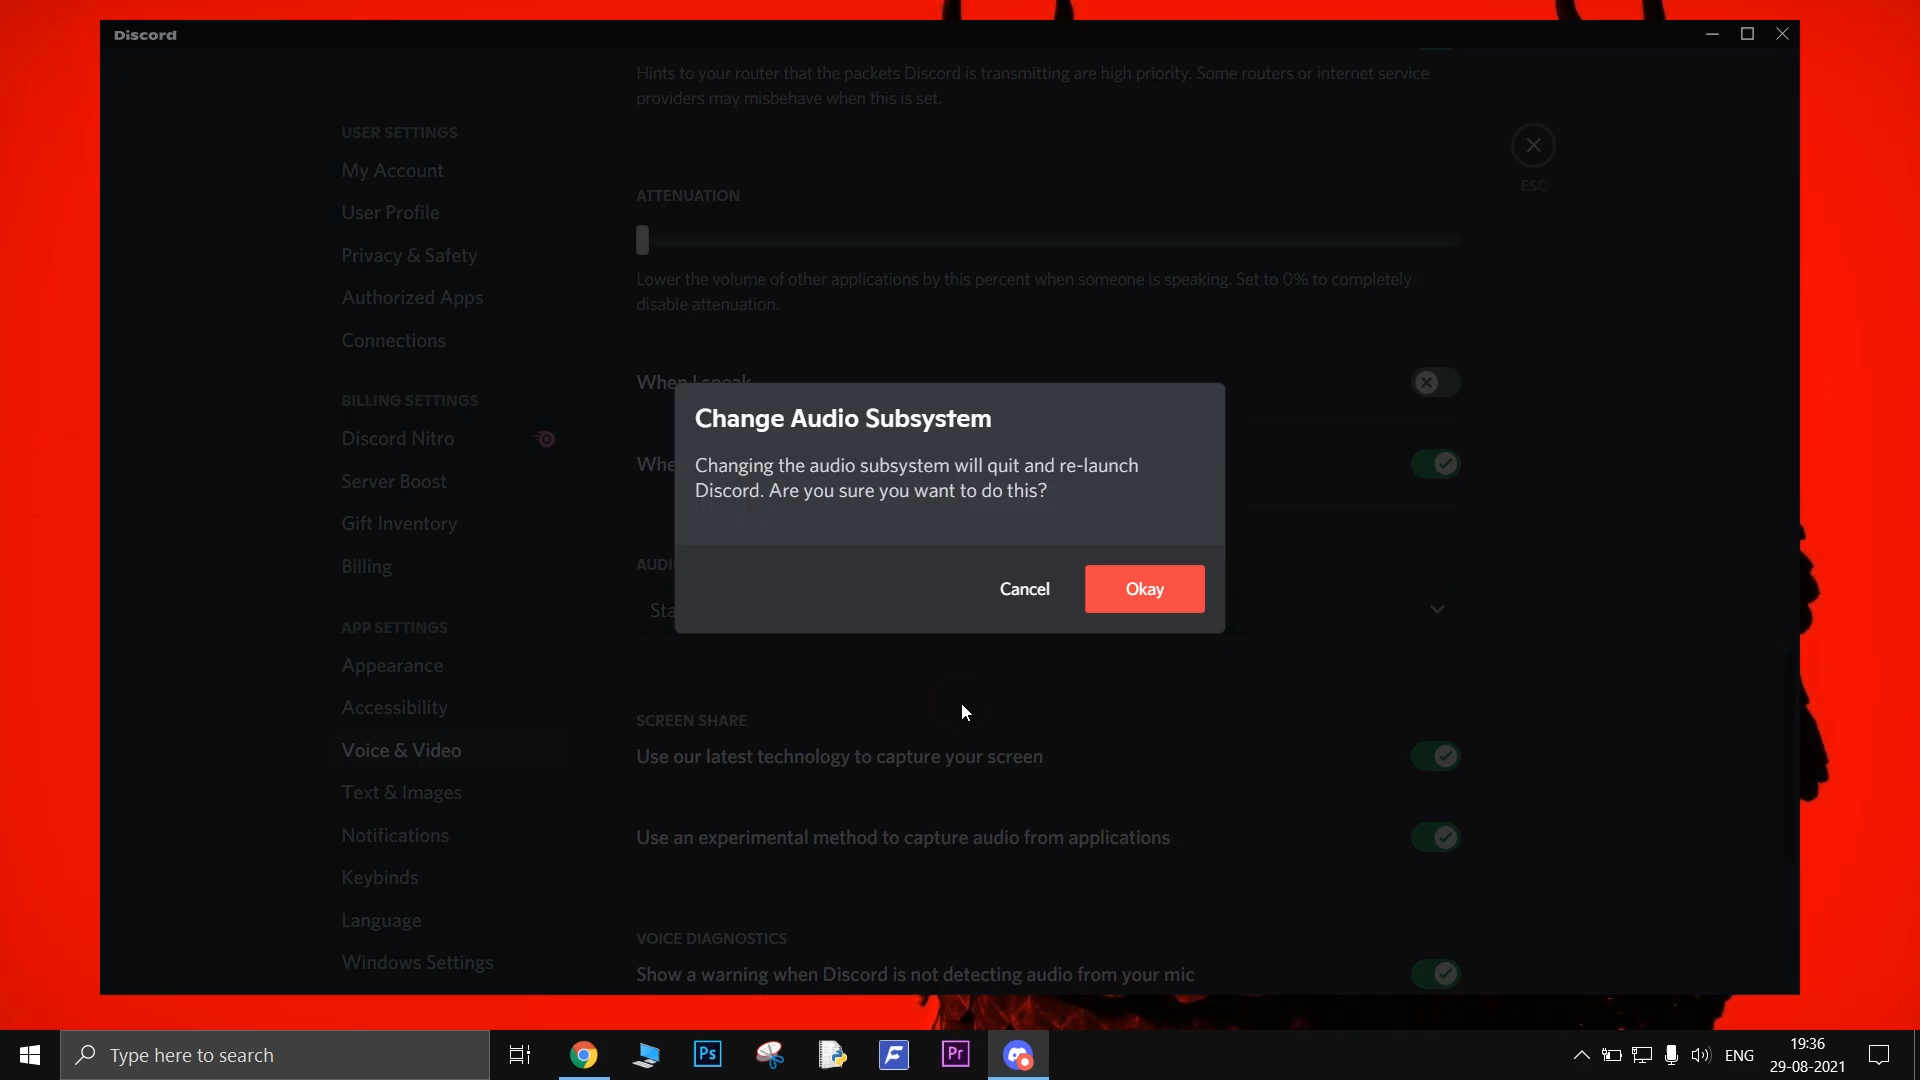 Discord
Hints to your router that the packets Discord is transmitting are high priority. Some routers or internet service
providers may misbehave when this is set.
USER SETTINGS
My Account
User Profile
Privacy & Safety
Authorized Apps
Connections
BILLING SETTINGS
Discord Nitro
Server Boost
Gift Inventory
Billing
APP SETTINGS
Appearance
Accessibility
Voice & Video
Text & Images
Notifications
Keybinds
Language
Windows Settings
ESC
ATTENUATION
Lower the volume of other applications by this percent when someone is speaking. Set to 0% to completely
disable attenuation.
When I speak
Change Audio Subsystem
Changing the audio subsystem will quit and re-launch
Discord. Are you sure you want to do this?
Cancel
Okay
SCREEN SHARE
Use our latest technology to capture your screen
Use an experimental method to capture audio from applications
VOICE DIAGNOSTICS
Show a warning when Discord is not detecting audio from your mic
Type here to search
Ps
F
Pr
ENG
19:36
29-08-2021